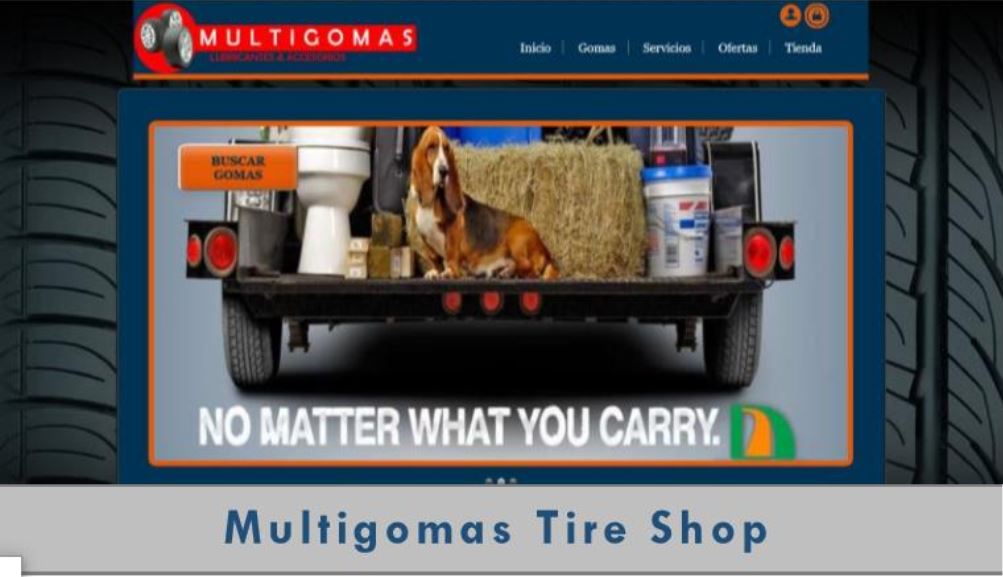 MULTIGOMAS
LUBRICANTES & ACCESORIOS
Inicio
Gomas
Servicios
Ofertas
Tienda
BUSCAR
GOMAS
NO MATTER WHAT YOU CARRY.
Multigomas Tire Shop